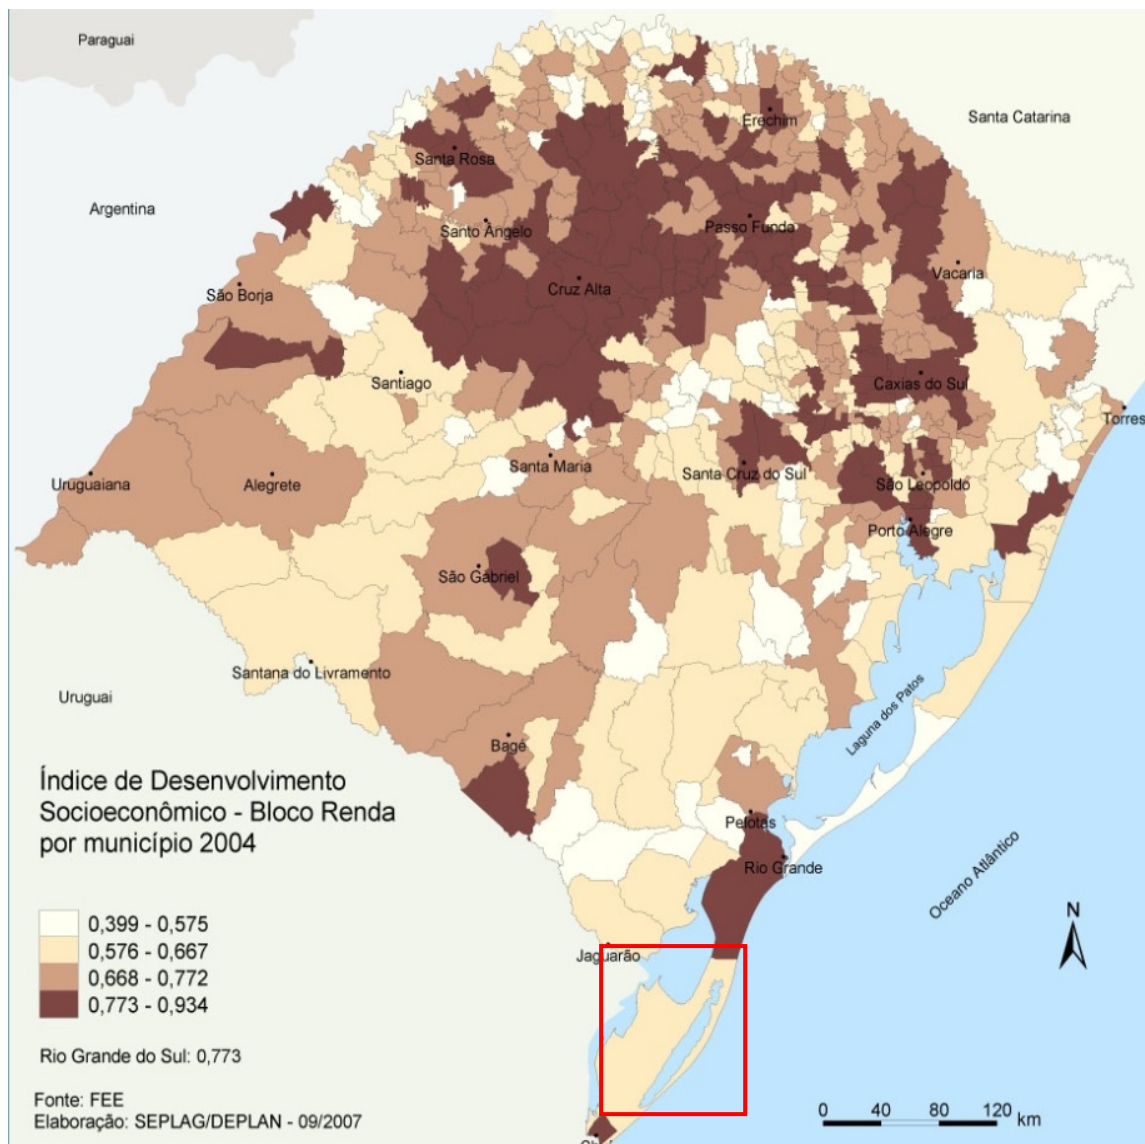 Paraguai
Santa Catarina
Erechim
Santa Rosa
Argentina
Santo Ângelo
Passo Fundo
Vacaria
São Borja
Cruz Alta
Santiago
Caxias do Sul
Torres
Santa Maria
Santa Cruz do Sul
Uruguaiana
Alegrete
São Leopoldo
Porto Alegre
São Gabriel
Santana do Livramento
Uruguai
Laguna dos Patos
Bagé
Índice de Desenvolvimento
Socioeconômico - Bloco Renda
por município 2004
Pelotas
Rio Grande
Oceano Atlântico
0,399 - 0,575
0,576 - 0,667
0,668 - 0,772
0,773 - 0,934
N
Jaguarão
Rio Grande do Sul: 0,773
Fonte: FEE
Elaboração: SEPLAG/DEPLAN - 09/2007
0 40 80 120 km